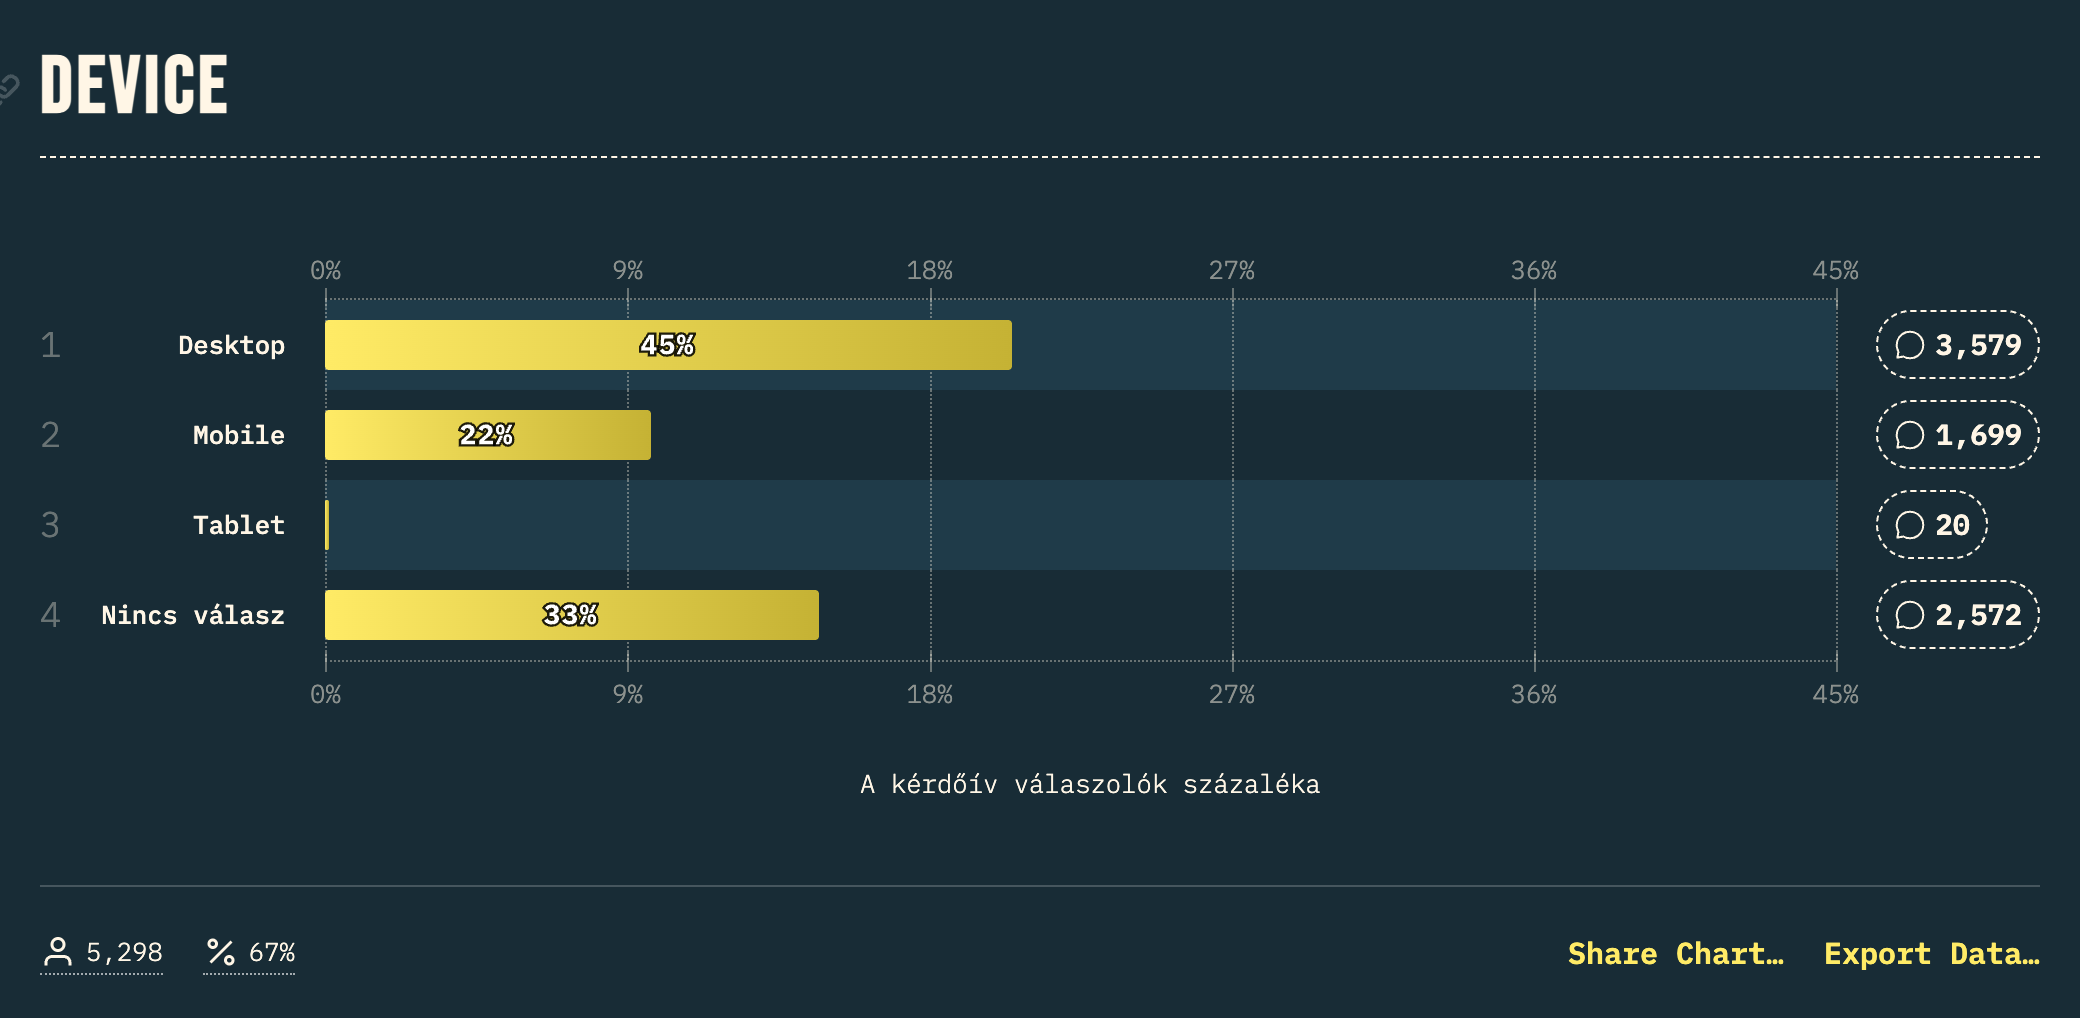 DEVICE
0% 9% 18% 27% 36% 45%
1 Desktop 45% 3,579
2 Mobile 22% 1,699
3 Tablet 20
4 Nincs válasz 33% 2,572
0% 9% 18% 27% 36% 45%
A kérdőív válaszolók százaléka
5,298 67% Share Chart… Export Data…